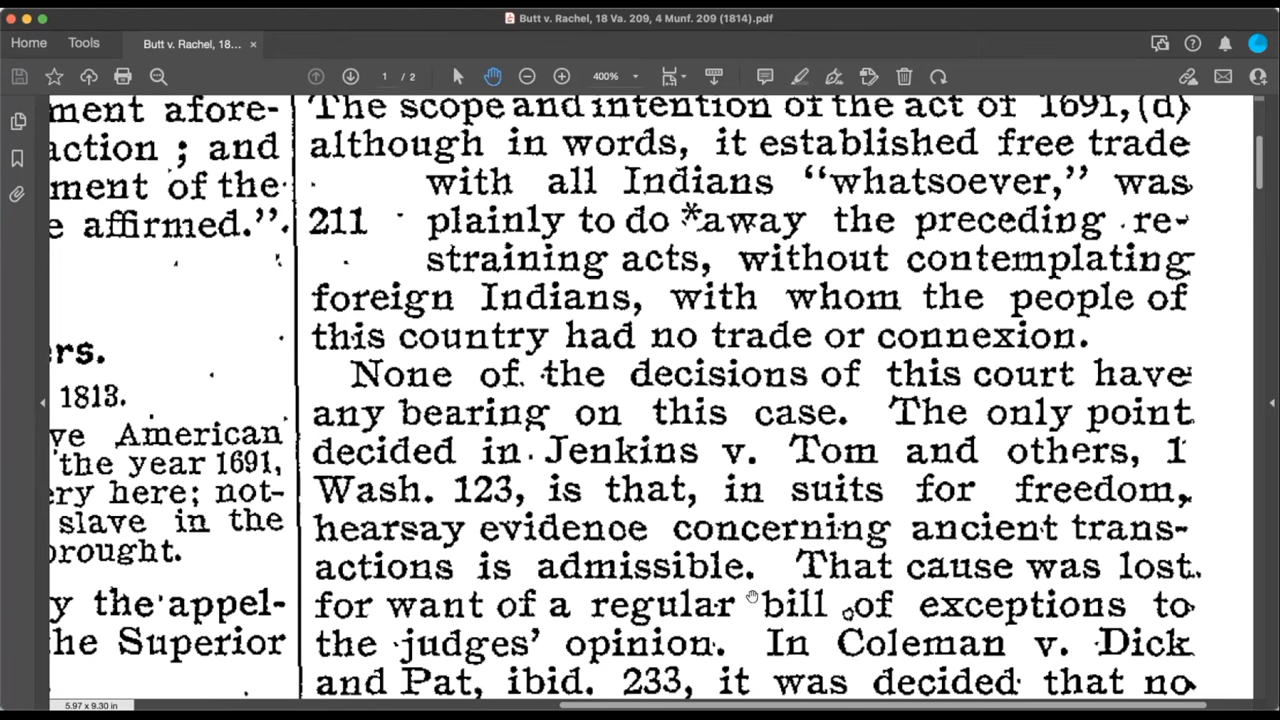 Butt v. Rachel, 18 Va. 209, 4 Munf. 209 (1814).pdf
Home Tools Butt v. Rachel, 18... ×
1 / 2 400%
ment afore-
action ; and
ment of the
e affirmed."
ers.
1813.
ve American
the year 1691,
ery here; not-
slave in the
brought.
y the appel-
he Superior
The scope and intention of the act of 1691, (d)
although in words, it established free trade
with all Indians "whatsoever," was
211 plainly to do *away the preceding re-
straining acts, without contemplating
foreign Indians, with whom the people of
this country had no trade or connexion.
None of the decisions of this court have
any bearing on this case. The only point
decided in Jenkins v. Tom and others, 1
Wash. 123, is that, in suits for freedom,
hearsay evidence concerning ancient trans-
actions is admissible. That cause was lost
for want of a regular bill of exceptions to
the judges' opinion. In Coleman v. Dick
and Pat, ibid. 233, it was decided that no
5.97 x 9.30 in